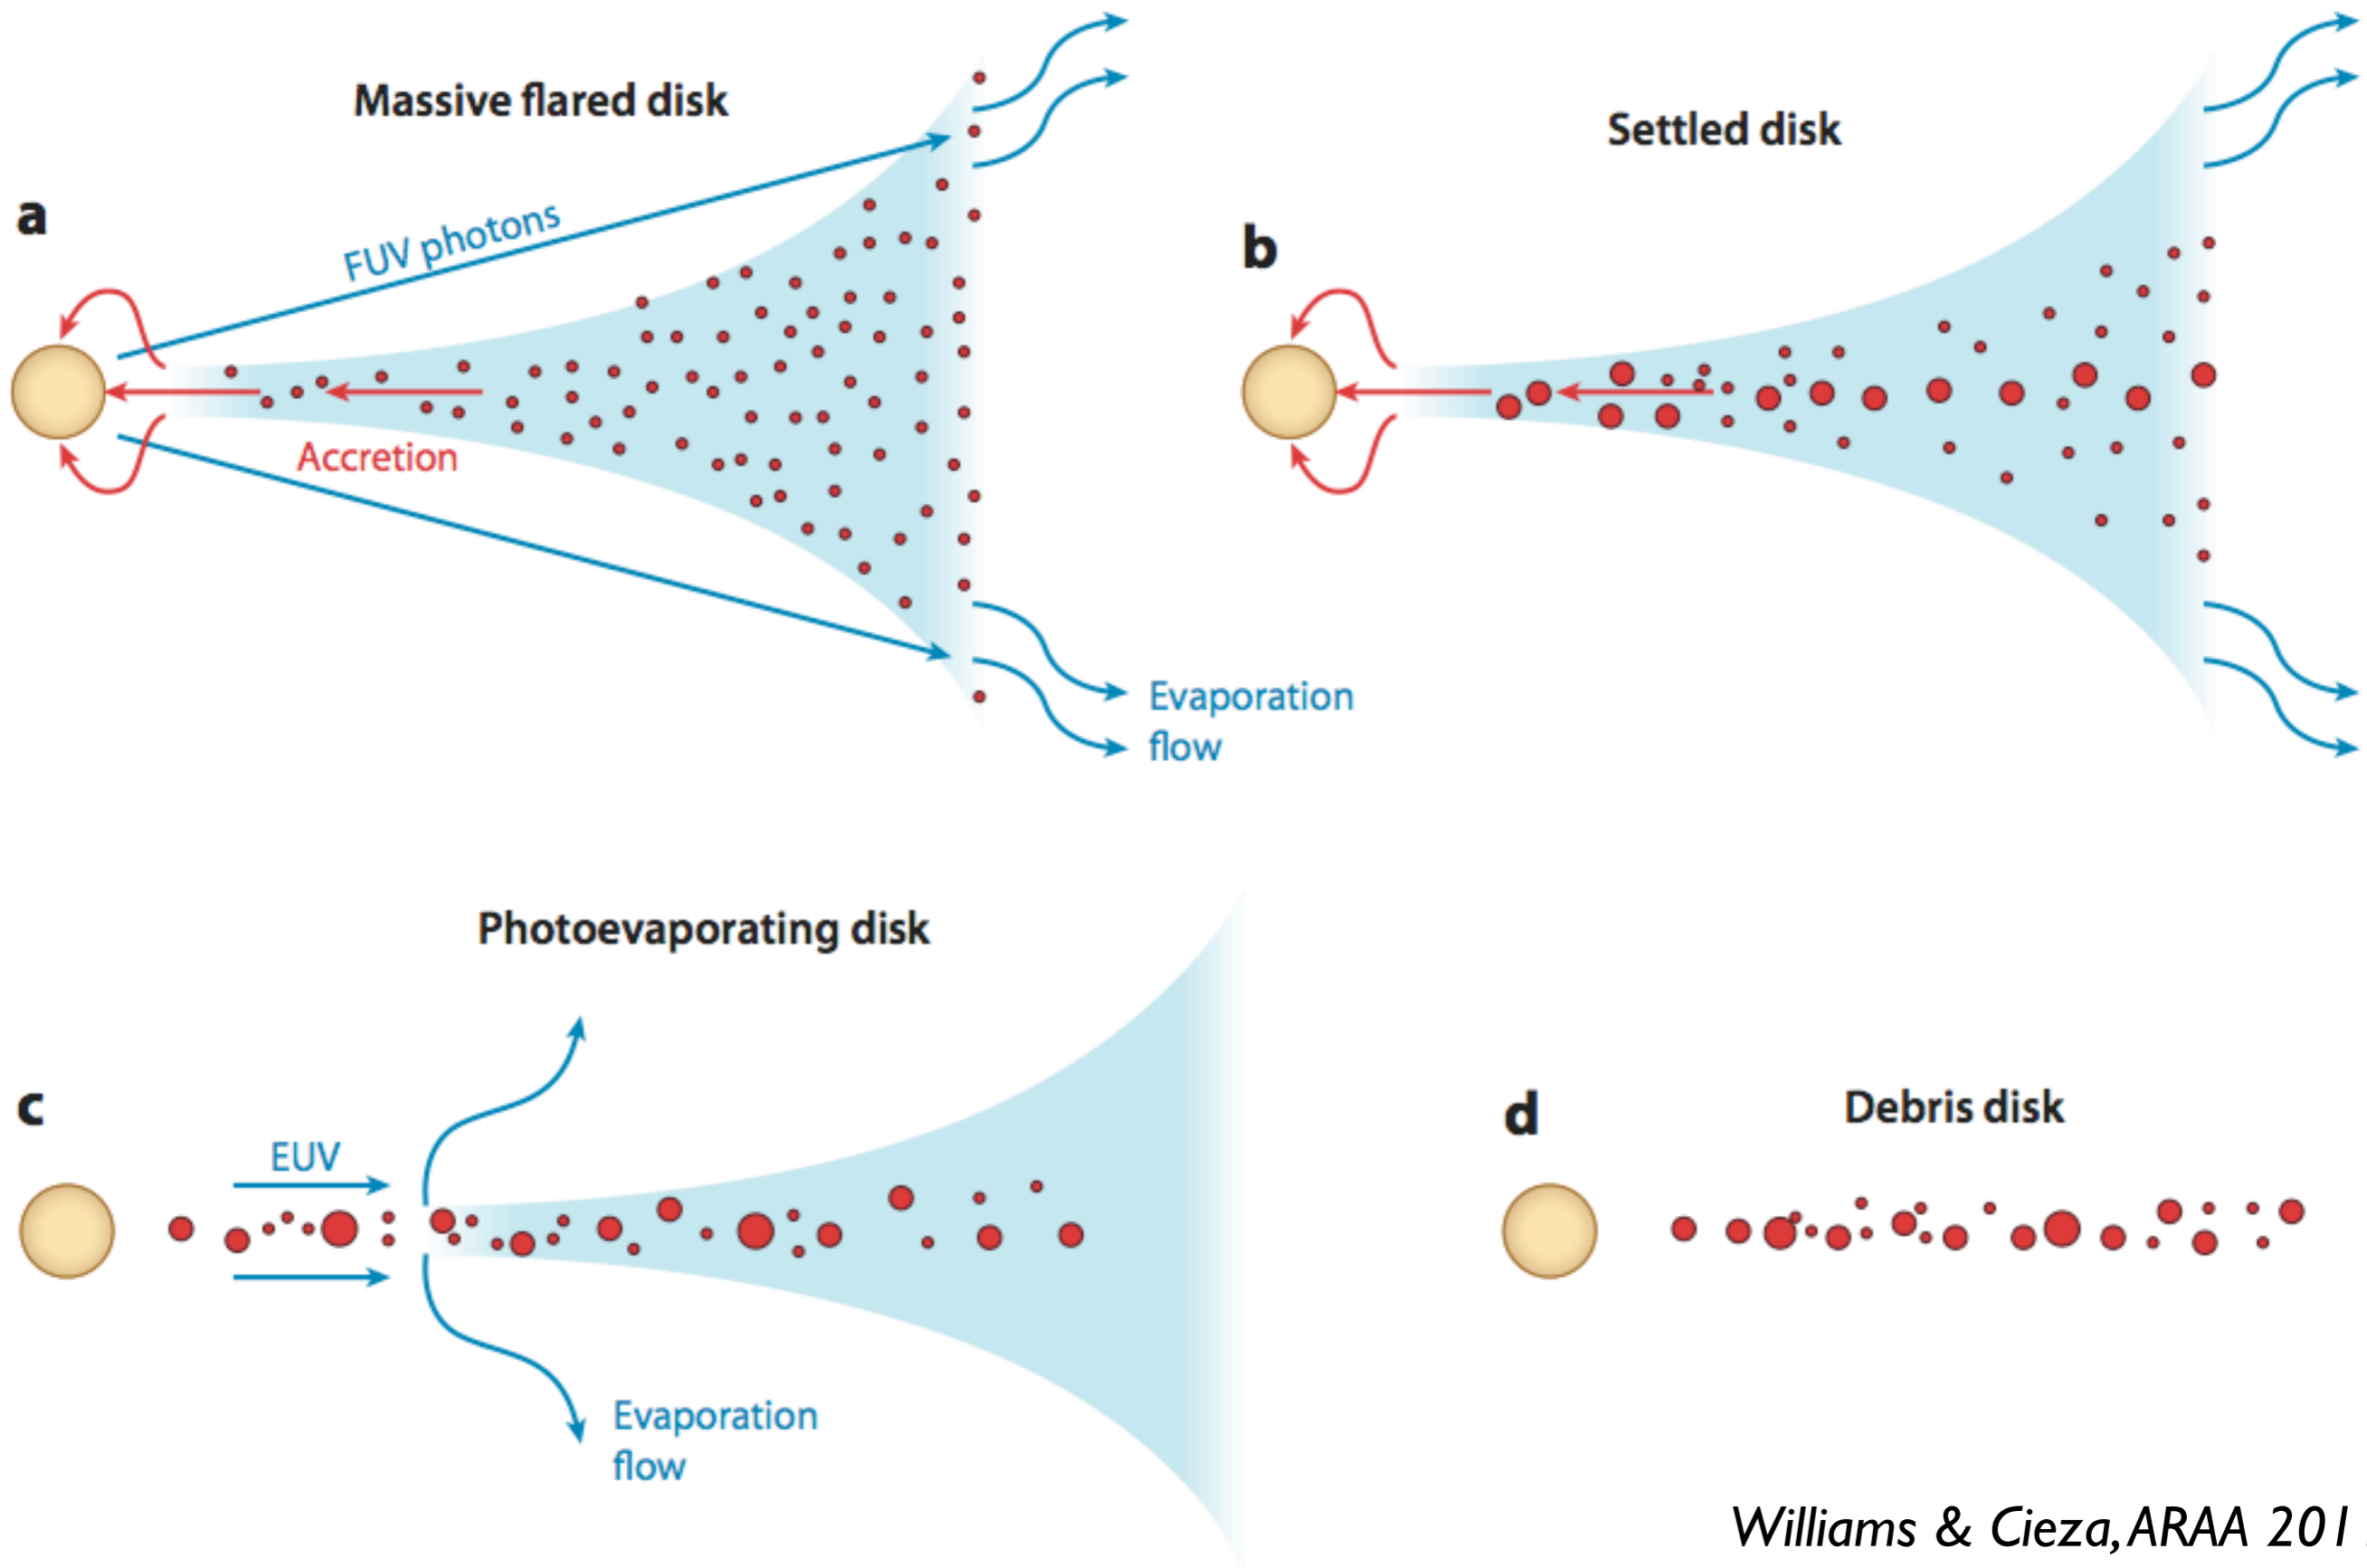 Massive flared disk
a
FUV photons
Accretion
Evaporation
flow
Settled disk
b
Photoevaporating disk
c
EUV
Evaporation
flow
Debris disk
d
Williams & Cieza, ARAA 201